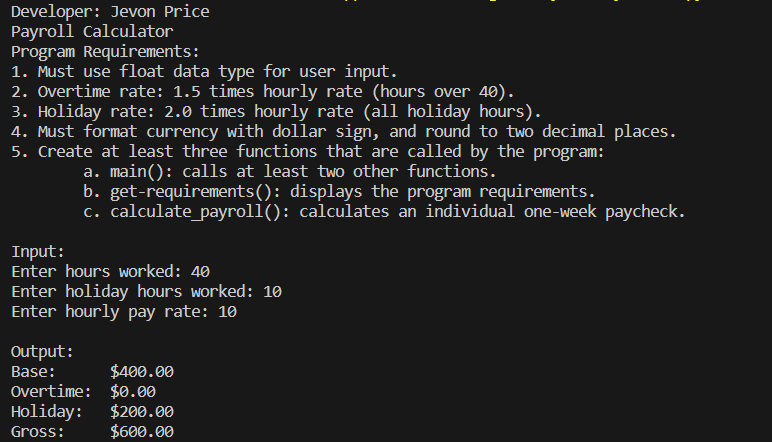 Developer: Jevon Price
Payroll Calculator
Program Requirements:
1. Must use float data type for user input.
2. Overtime rate: 1.5 times hourly rate (hours over 40).
3. Holiday rate: 2.0 times hourly rate (all holiday hours).
4. Must format currency with dollar sign, and round to two decimal places.
5. Create at least three functions that are called by the program:
a. main(): calls at least two other functions.
b. get-requirements(): displays the program requirements.
c. calculate_payroll(): calculates an individual one-week paycheck.
Input:
Enter hours worked: 40
Enter holiday hours worked: 10
Enter hourly pay rate: 10
Output:
Base: $400.00
Overtime: $0.00
Holiday: $200.00
Gross: $600.00